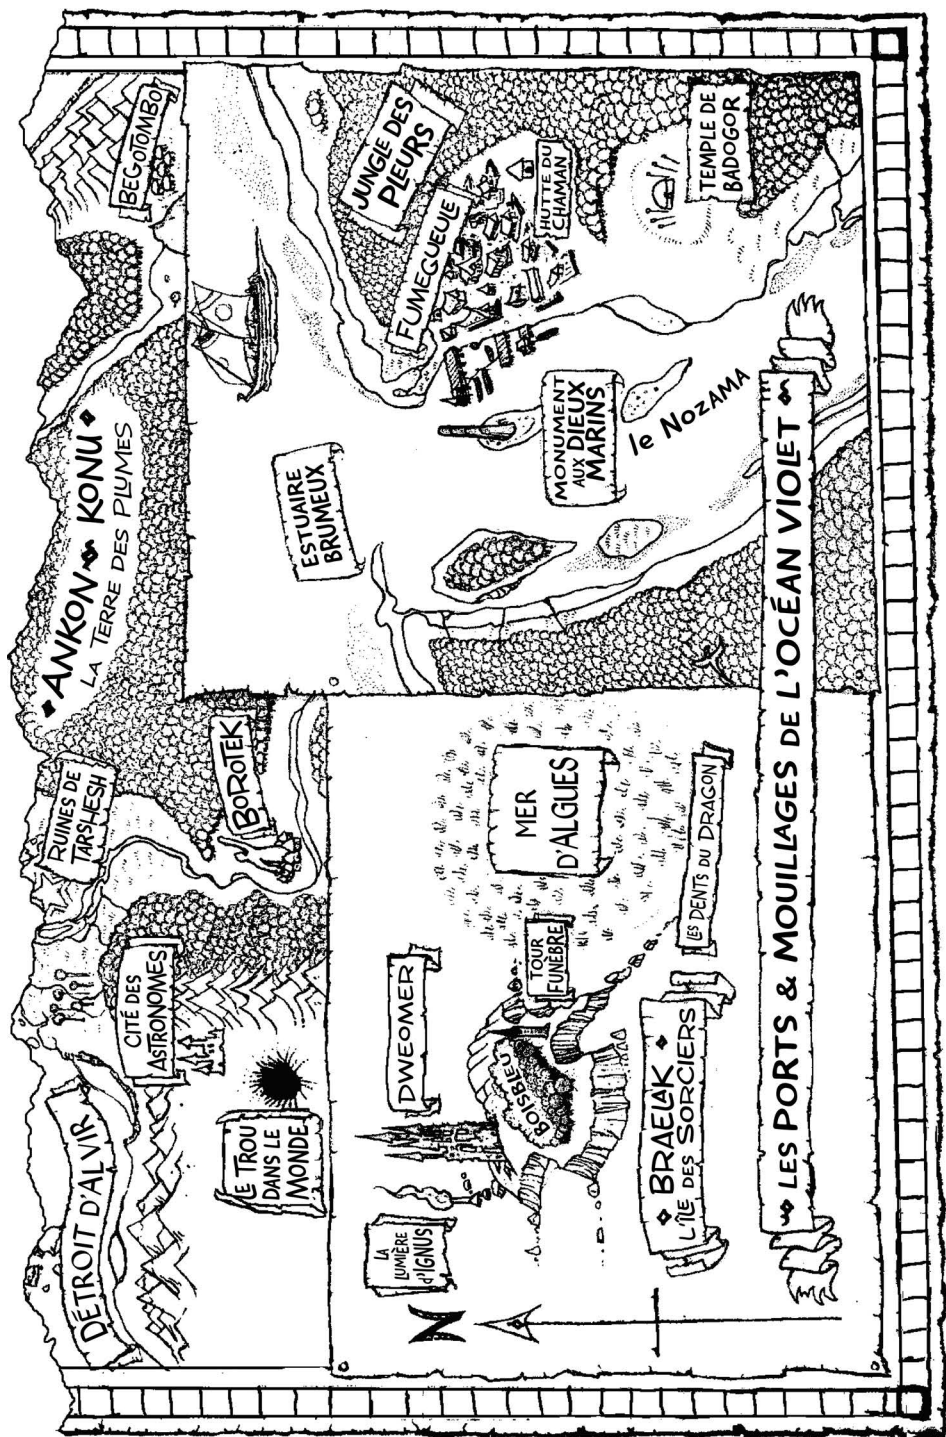 DÉTROIT D'ALVIR
CITÉ DES
ASTRONOMES
RUINES DE
TARSHESH
ANKON KONU
LA TERRE DES PLUMES
BEGOTOMBO
LE TROU
DANS LE
MONDE
BOROTEK
ESTUAIRE
BRUMEUX
JUNGLE DES
PLEURS
FUMEGUEULE
HUTTE DU
CHAMAN
MONUMENT
AUX DIEUX
MARINS
le NOZAMA
TEMPLE DE
BADOGOR
LA
LUMIÈRE
d'IGNUS
N
DWEOMER
BOISBLEU
TOUR
FUNÈBRE
MER
D'ALGUES
BRAELAK
L'ÎLE DES SORCIERS
LES DENTS DU DRAGON
LES PORTS & MOUILLAGES DE L'OCÉAN VIOLET